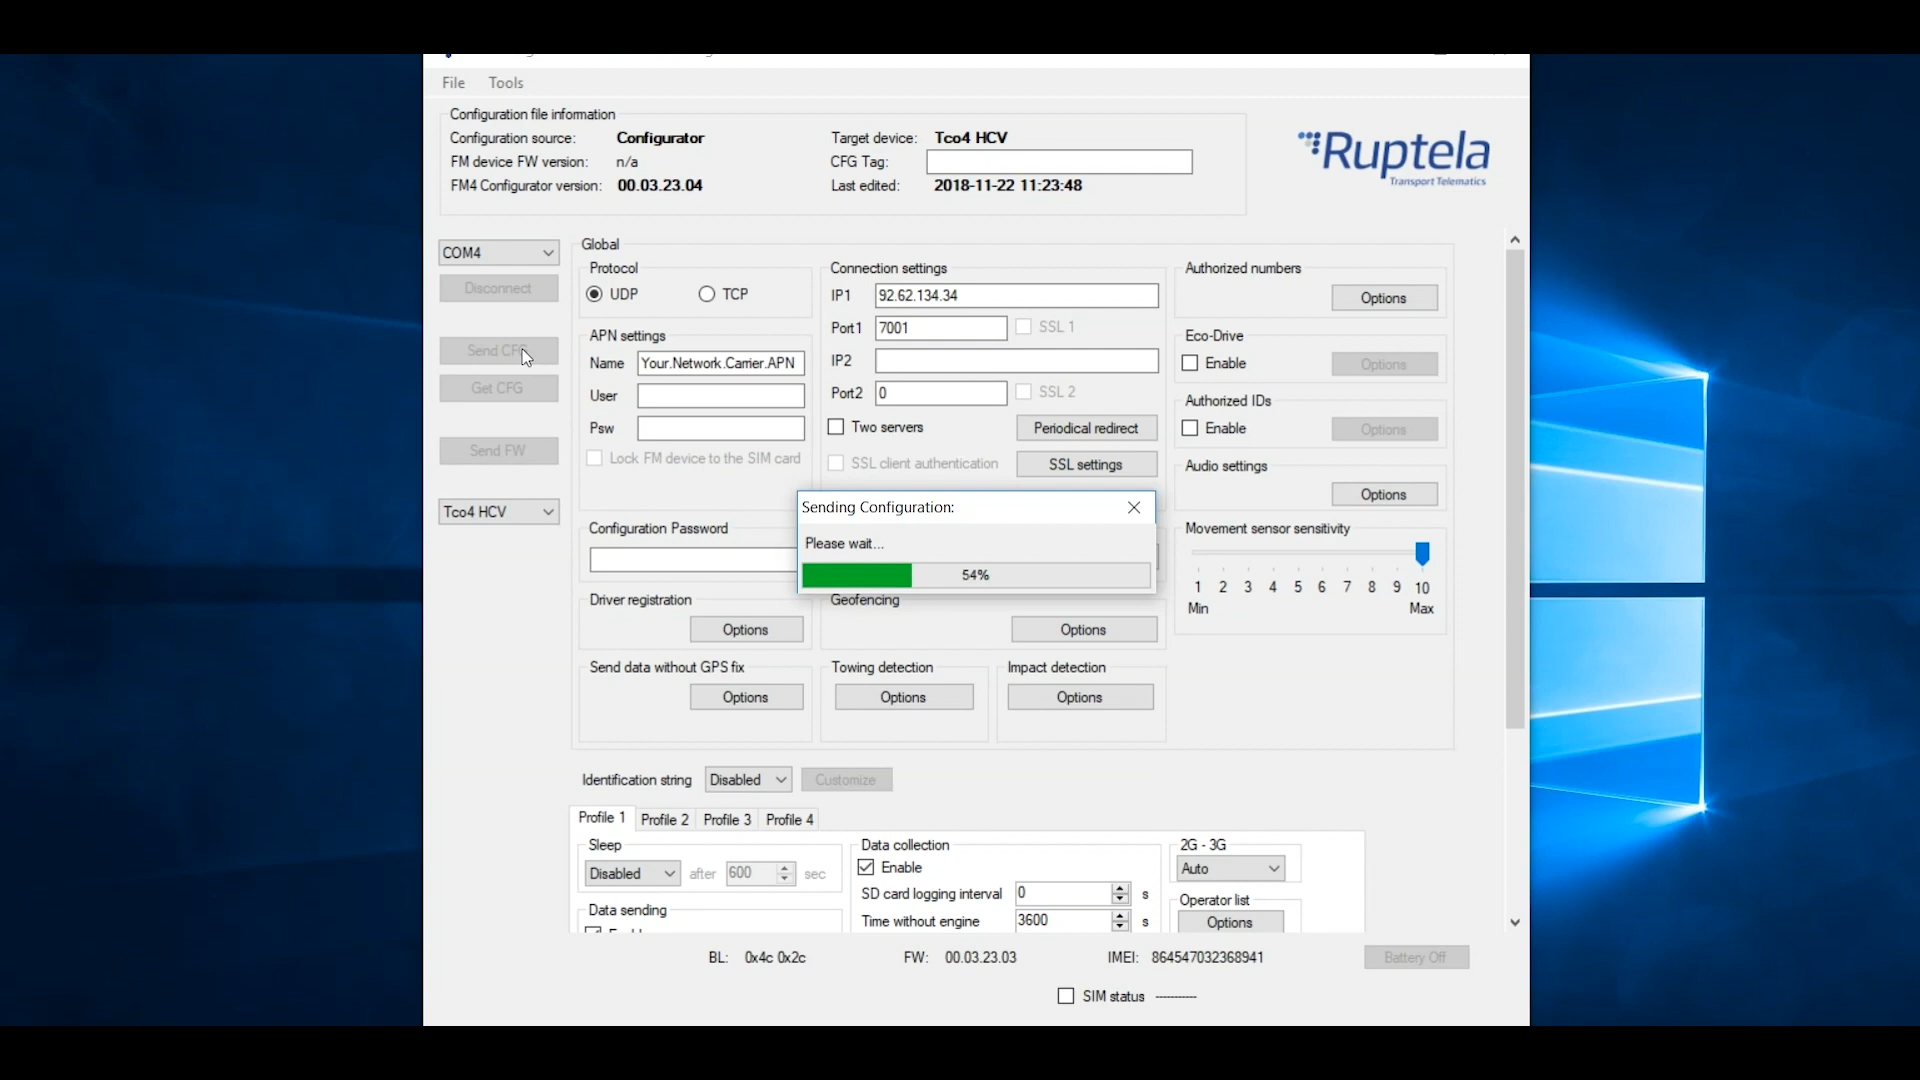 File Tools
Configuration file information
Configuration source: Configurator Target device: Tco4 HCV
FM device FW version: n/a CFG Tag:
FM4 Configurator version: 00.03.23.04 Last edited: 2018-11-22 11:23:48
Ruptela
Transport Telematics
COM4
Disconnect
Send CFG
Get CFG
Send FW
Tco4 HCV
Global
Protocol
UDP TCP
APN settings
Name Your.Network.Carrier.APN
User
Psw
Lock FM device to the SIM card
Connection settings
IP1 92.62.134.34
Port1 7001 SSL 1
IP2
Port2 0 SSL 2
Two servers Periodical redirect
SSL client authentication SSL settings
Authorized numbers
Options
Eco-Drive
Enable Options
Authorized IDs
Enable Options
Audio settings
Options
Configuration Password
Sending Configuration:
Please wait...
54%
Movement sensor sensitivity
1 2 3 4 5 6 7 8 9 10
Min Max
Driver registration
Options
Geofencing
Options
Send data without GPS fix
Options
Towing detection
Options
Impact detection
Options
Identification string Disabled Customize
Profile 1 Profile 2 Profile 3 Profile 4
Sleep
Disabled after 600 sec
Data sending
Data collection
Enable
SD card logging interval 0 s
Time without engine 3600 s
2G - 3G
Auto
Operator list
Options
BL: 0x4c 0x2c FW: 00.03.23.03 IMEI: 864547032368941 Battery Off
SIM status -----------